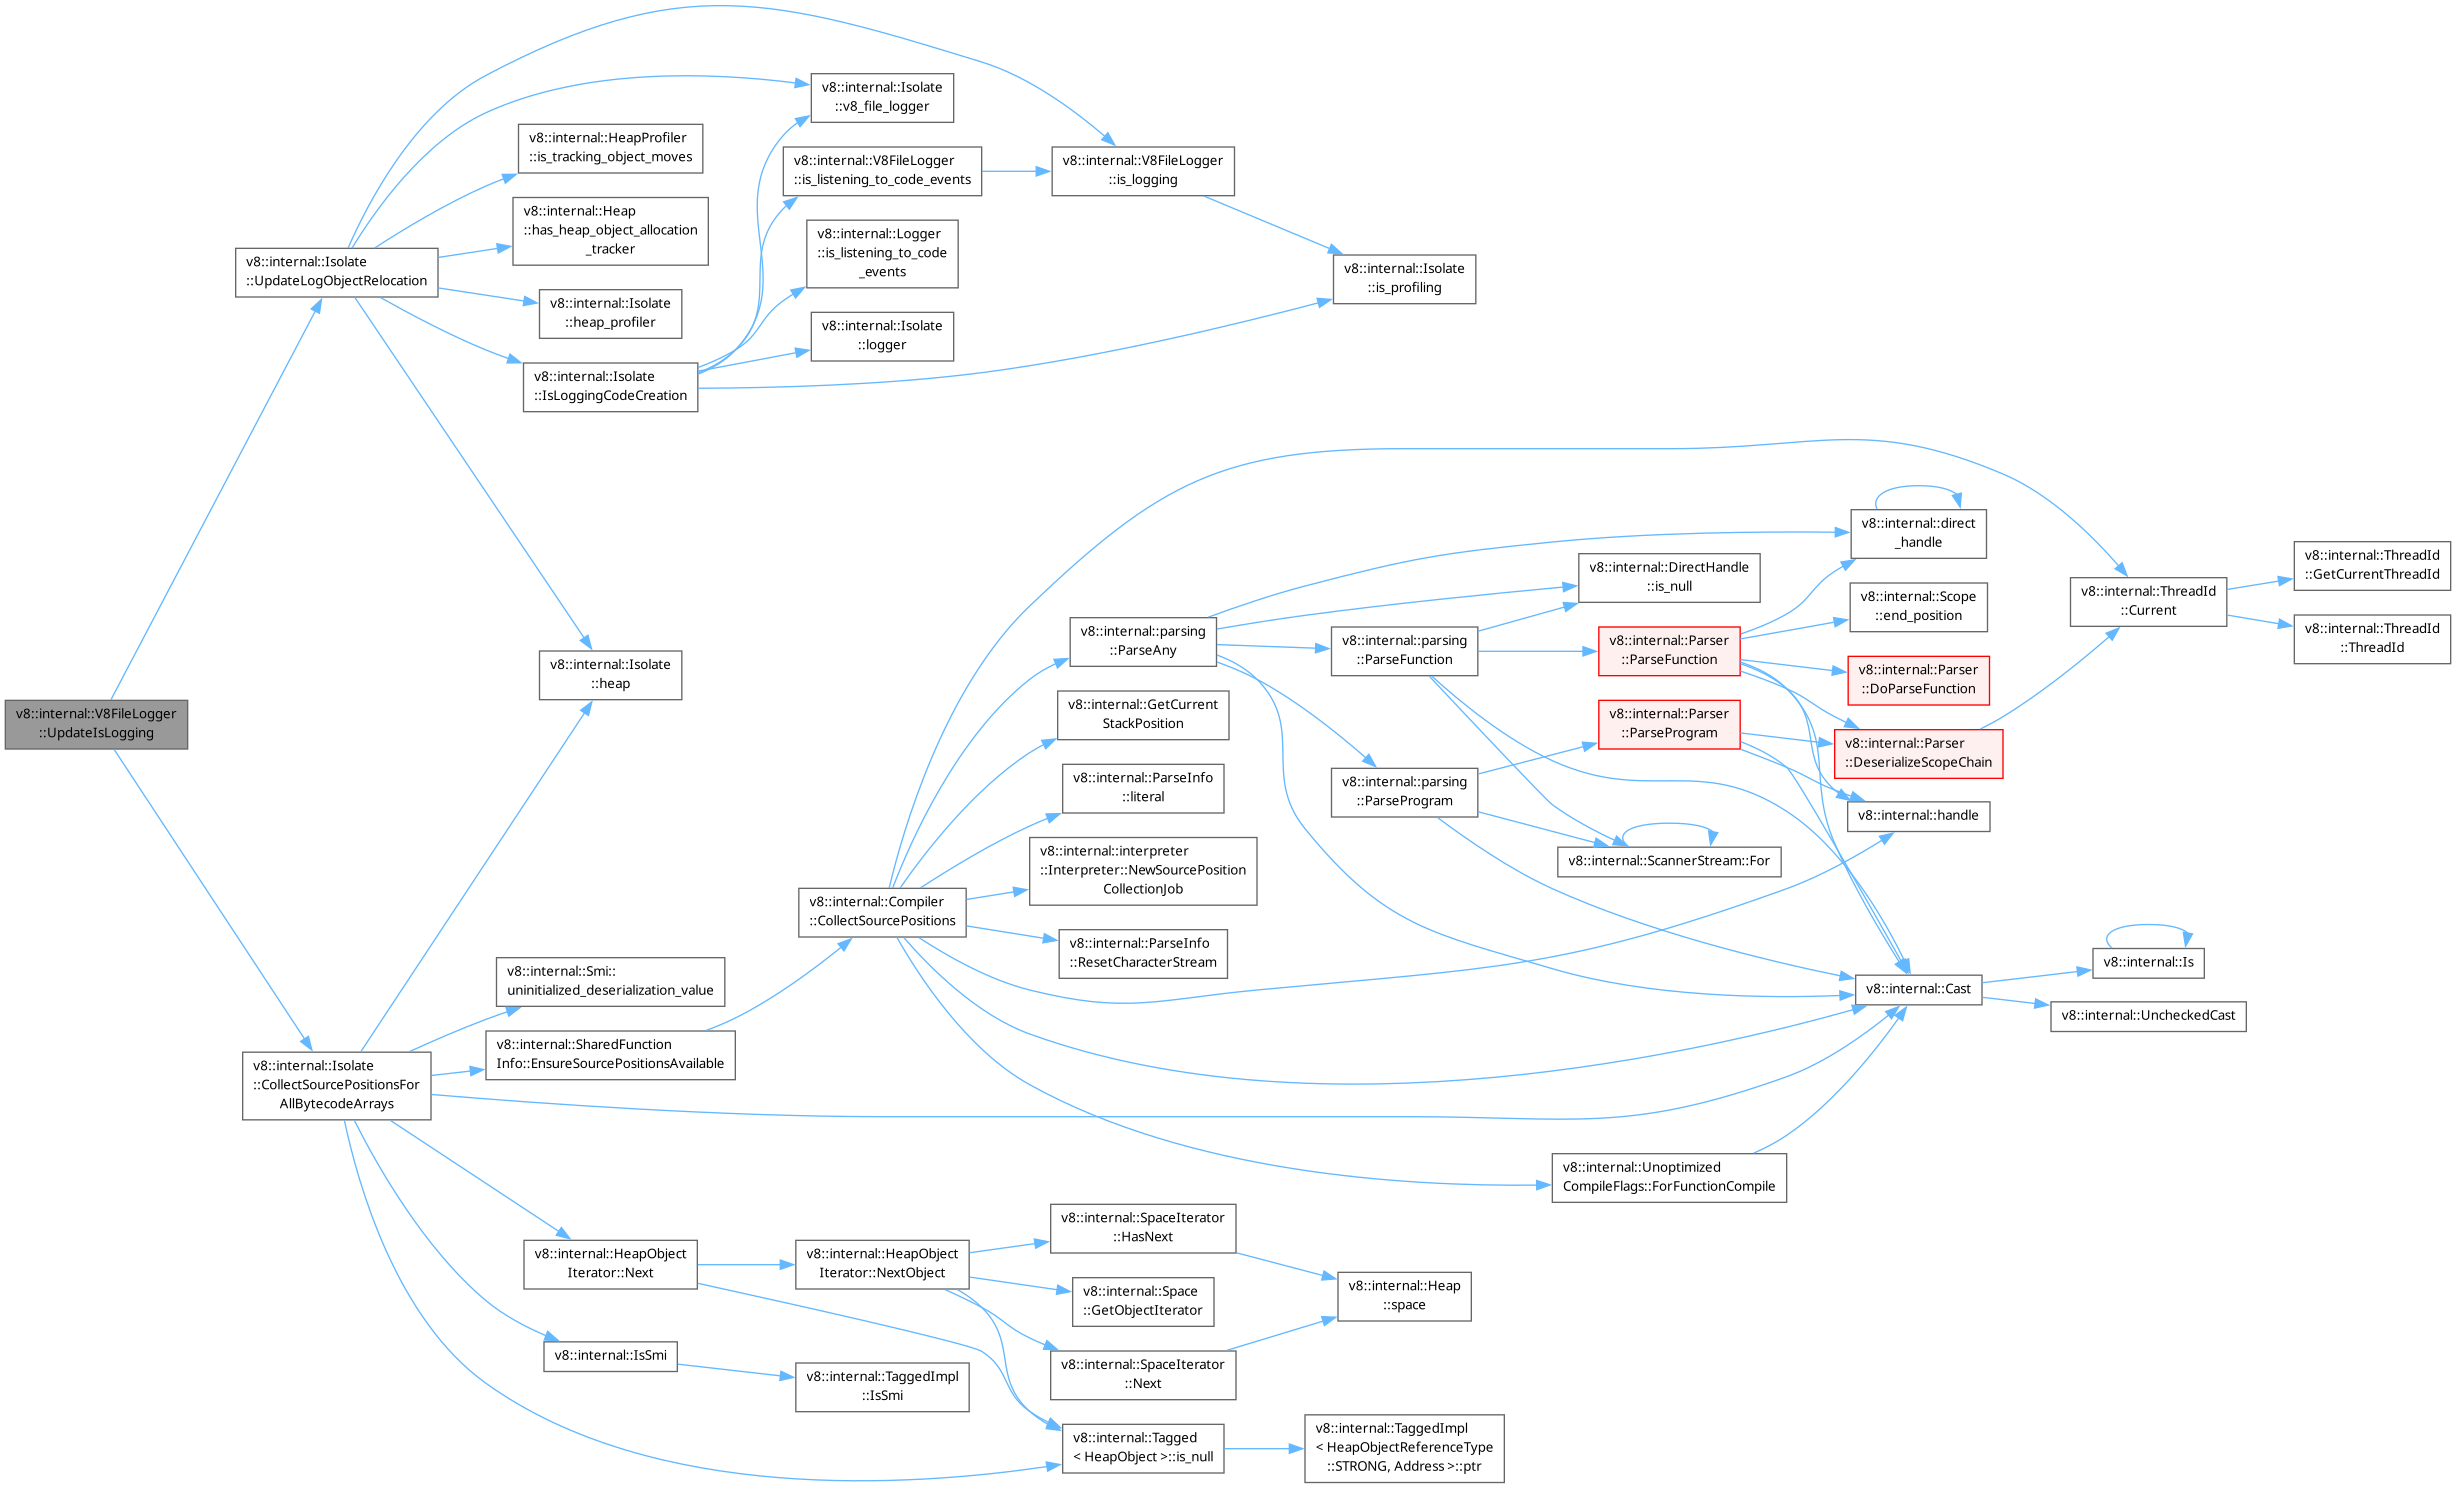 v8::internal::V8FileLogger
::UpdateIsLogging
v8::internal::Isolate
::UpdateLogObjectRelocation
v8::internal::Isolate
::CollectSourcePositionsFor
AllBytecodeArrays
v8::internal::HeapProfiler
::is_tracking_object_moves
v8::internal::Heap
::has_heap_object_allocation
_tracker
v8::internal::Isolate
::heap_profiler
v8::internal::Isolate
::IsLoggingCodeCreation
v8::internal::Isolate
::heap
v8::internal::Smi::
uninitialized_deserialization_value
v8::internal::SharedFunction
Info::EnsureSourcePositionsAvailable
v8::internal::HeapObject
Iterator::Next
v8::internal::IsSmi
v8::internal::Isolate
::v8_file_logger
v8::internal::V8FileLogger
::is_listening_to_code_events
v8::internal::Logger
::is_listening_to_code
_events
v8::internal::Isolate
::logger
v8::internal::Compiler
::CollectSourcePositions
v8::internal::HeapObject
Iterator::NextObject
v8::internal::TaggedImpl
::IsSmi
v8::internal::V8FileLogger
::is_logging
v8::internal::parsing
::ParseAny
v8::internal::GetCurrent
StackPosition
v8::internal::ParseInfo
::literal
v8::internal::interpreter
::Interpreter::NewSourcePosition
CollectionJob
v8::internal::ParseInfo
::ResetCharacterStream
v8::internal::SpaceIterator
::HasNext
v8::internal::Space
::GetObjectIterator
v8::internal::SpaceIterator
::Next
v8::internal::Tagged
< HeapObject >::is_null
v8::internal::Isolate
::is_profiling
v8::internal::parsing
::ParseFunction
v8::internal::parsing
::ParseProgram
v8::internal::Heap
::space
v8::internal::TaggedImpl
< HeapObjectReferenceType
::STRONG, Address >::ptr
v8::internal::DirectHandle
::is_null
v8::internal::Parser
::ParseFunction
v8::internal::Parser
::ParseProgram
v8::internal::ScannerStream::For
v8::internal::Unoptimized
CompileFlags::ForFunctionCompile
v8::internal::direct
_handle
v8::internal::Scope
::end_position
v8::internal::Parser
::DoParseFunction
v8::internal::Parser
::DeserializeScopeChain
v8::internal::handle
v8::internal::Cast
v8::internal::ThreadId
::Current
v8::internal::Is
v8::internal::UncheckedCast
v8::internal::ThreadId
::GetCurrentThreadId
v8::internal::ThreadId
::ThreadId